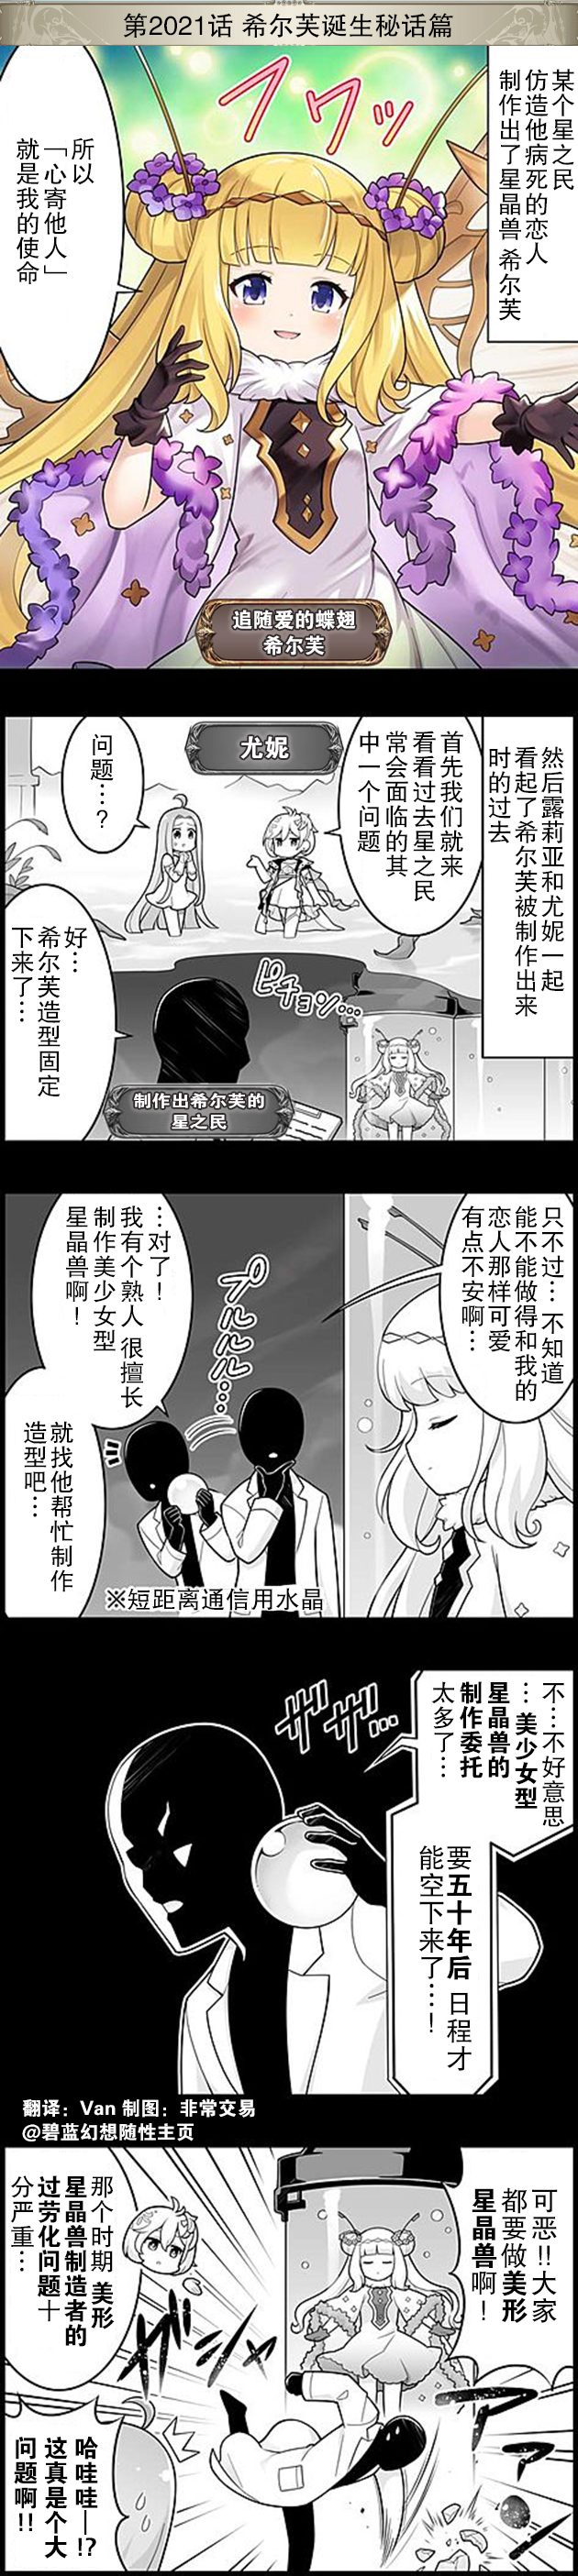 第2021话 希尔芙诞生秘话篇
某个星之民
仿造他病死的恋人
制作出了星晶兽 希尔芙
フワッ
所以
「心寄他人」
就是我的使命
追随爱的蝶翅
希尔芙
然后露莉亚和尤妮一起
看起了希尔芙被制作出来
时的过去
首先我们就来
看看过去星之民
常会面临的其
中一个问题
尤妮
问题…?
ピチョン…
好…
希尔芙造型固定
下来了…
制作出希尔芙的
星之民
只不过… 不知道
能不能做得和我的
恋人那样可爱
有点不安啊…
…对了!
我有个熟人 很擅长
制作美少女型
星晶兽啊!
プルルルル…
就找他帮忙制作
造型吧…
※短距离通信用水晶
不…不好意思
… 美少女型
星晶兽的
制作委托
太多了…
ザザ…
要五十年后 日程才
能空下来了…!
翻译：Van 制图：非常交易
@碧蓝幻想随性主页
可恶!!大家
都要做美形
星晶兽啊!
那个时期 美形
星晶兽制造者的
过劳化问题十
分严重…
ガシャーン
哈哇哇—!?
这真是个大
问题啊!!